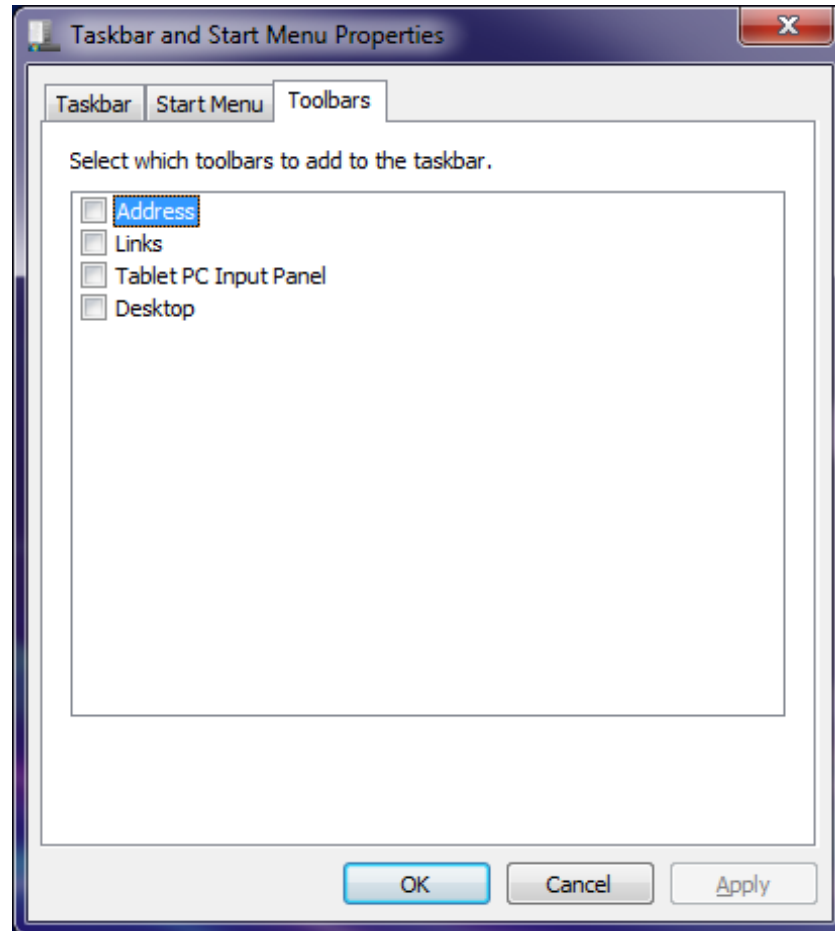 Taskbar and Start Menu Properties
Taskbar Start Menu Toolbars
Select which toolbars to add to the taskbar.
Address
Links
Tablet PC Input Panel
Desktop
OK Cancel Apply